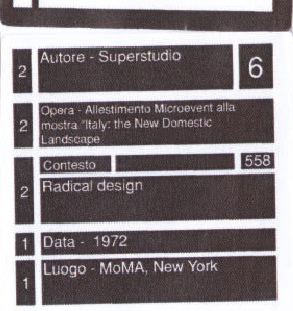 2 Autore - Superstudio 6
2 Opera - Allestimento Microevent alla
mostra "Italy: the New Domestic
Landscape
Contesto 558
2 Radical design
1 Data - 1972
1 Luogo - MoMA, New York